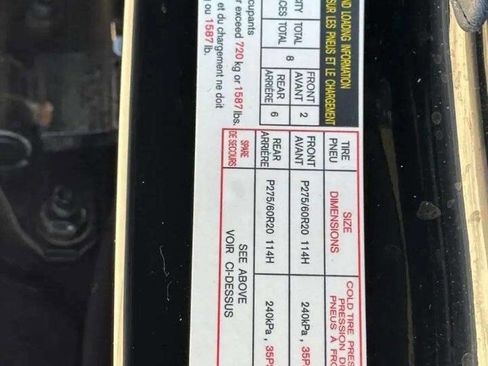 ND LOADING INFORMATION
SUR LES PNEUS ET LE CHARGEMENT
TOTAL 8 FRONT 2 REAR 6
TOTAL AVANT ARRIÈRE
cupants
r exceed 720 kg or 1587 lbs.
et du chargement ne doit
ou 1587 lb.
TIRE SIZE COLD TIRE PRES
PNEU DIMENSIONS PRESSION D
PNEUS À FRO
FRONT P275/60R20 114H 240kPa , 35P
AVANT
REAR P275/60R20 114H 240kPa , 35P
ARRIÈRE
SPARE SEE ABOVE
DE SECOURS VOIR CI-DESSUS